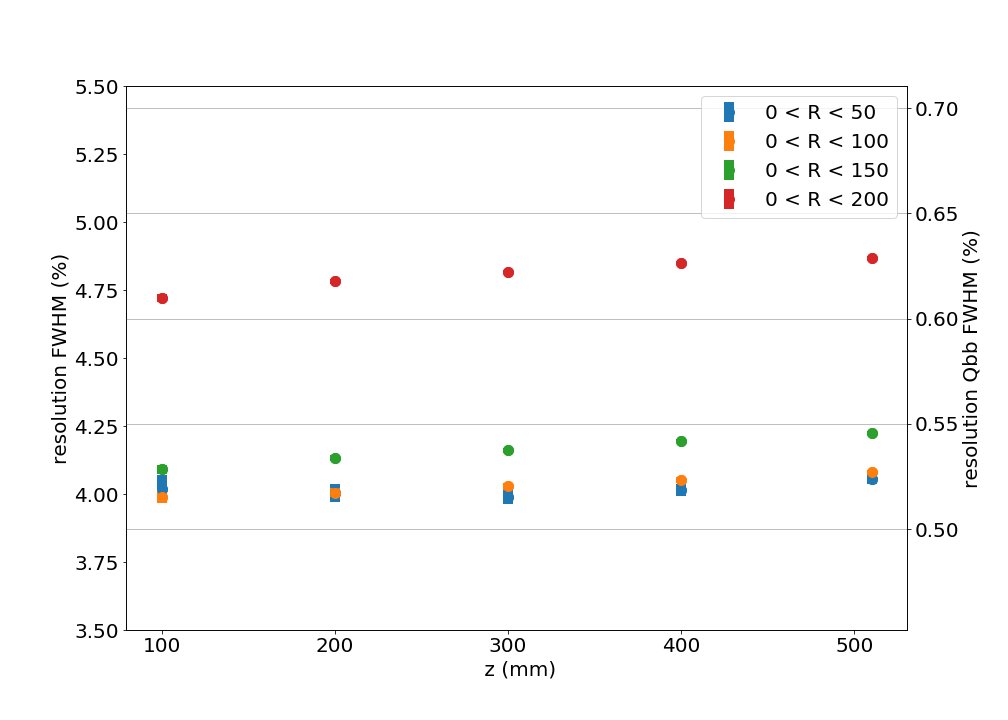 5.50
5.25
5.00
4.75
4.50
4.25
4.00
3.75
3.50
resolution FWHM (%)
0 < R < 50
0 < R < 100
0 < R < 150
0 < R < 200
0.70
0.65
0.60
0.55
0.50
resolution Qbb FWHM (%)
100 200 300 400 500
z (mm)